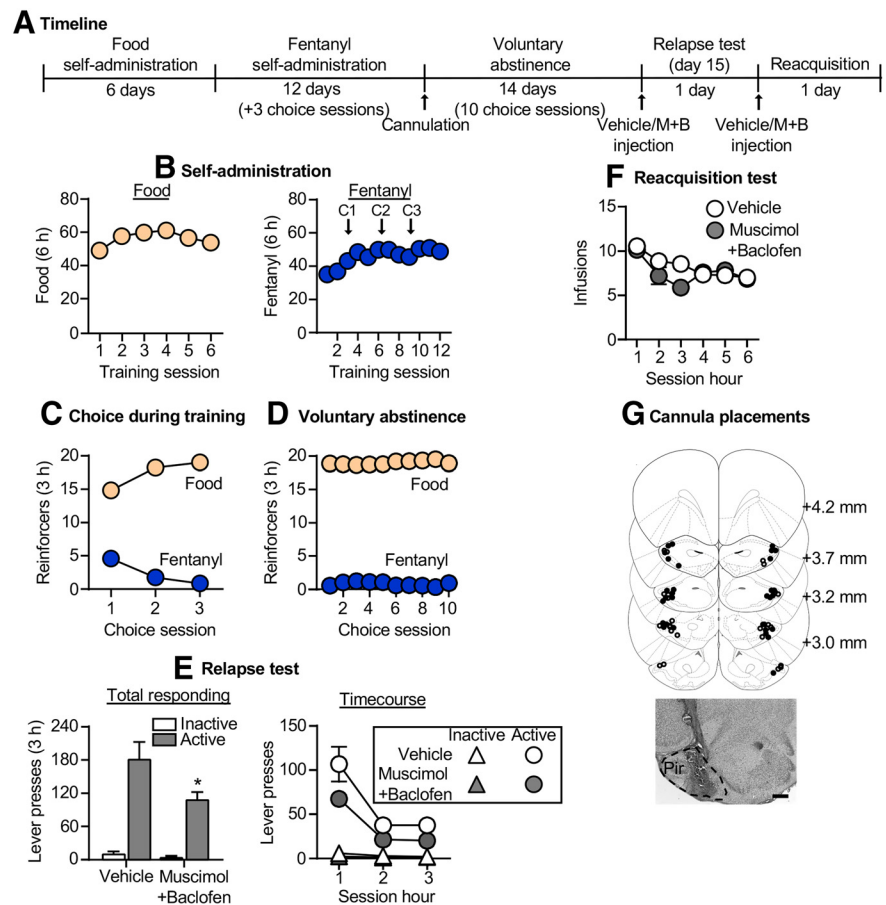 A Timeline
Food
self-administration
Fentanyl
self-administration
Voluntary
abstinence
Relapse test
(day 15)
Reacquisition
6 days
12 days
(+3 choice sessions)
14 days
(10 choice sessions)
1 day
1 day
Cannulation
Vehicle/M+B
injection
Vehicle/M+B
injection
B Self-administration
Food
80
60
40
20
0
Food (6 h)
1 2 3 4 5 6
Training session
Fentanyl
C1 C2 C3
80
60
40
20
0
Fentanyl (6 h)
2 4 6 8 10 12
Training session
F Reacquisition test
Vehicle
Muscimol
+Baclofen
15
10
5
0
Infusions
1 2 3 4 5 6
Session hour
C Choice during training
20
15
10
5
0
Reinforcers (3 h)
Food
Fentanyl
1 2 3
Choice session
D Voluntary abstinence
20
15
10
5
0
Reinforcers (3 h)
Food
Fentanyl
2 4 6 8 10
Choice session
G Cannula placements
+4.2 mm
+3.7 mm
+3.2 mm
+3.0 mm
Pir
E Relapse test
Total responding
Inactive
Active
240
180
120
60
0
Lever presses (3 h)
*
Vehicle Muscimol
+Baclofen
Timecourse
Inactive Active
Vehicle
Muscimol
+Baclofen
150
100
50
0
Lever presses
1 2 3
Session hour